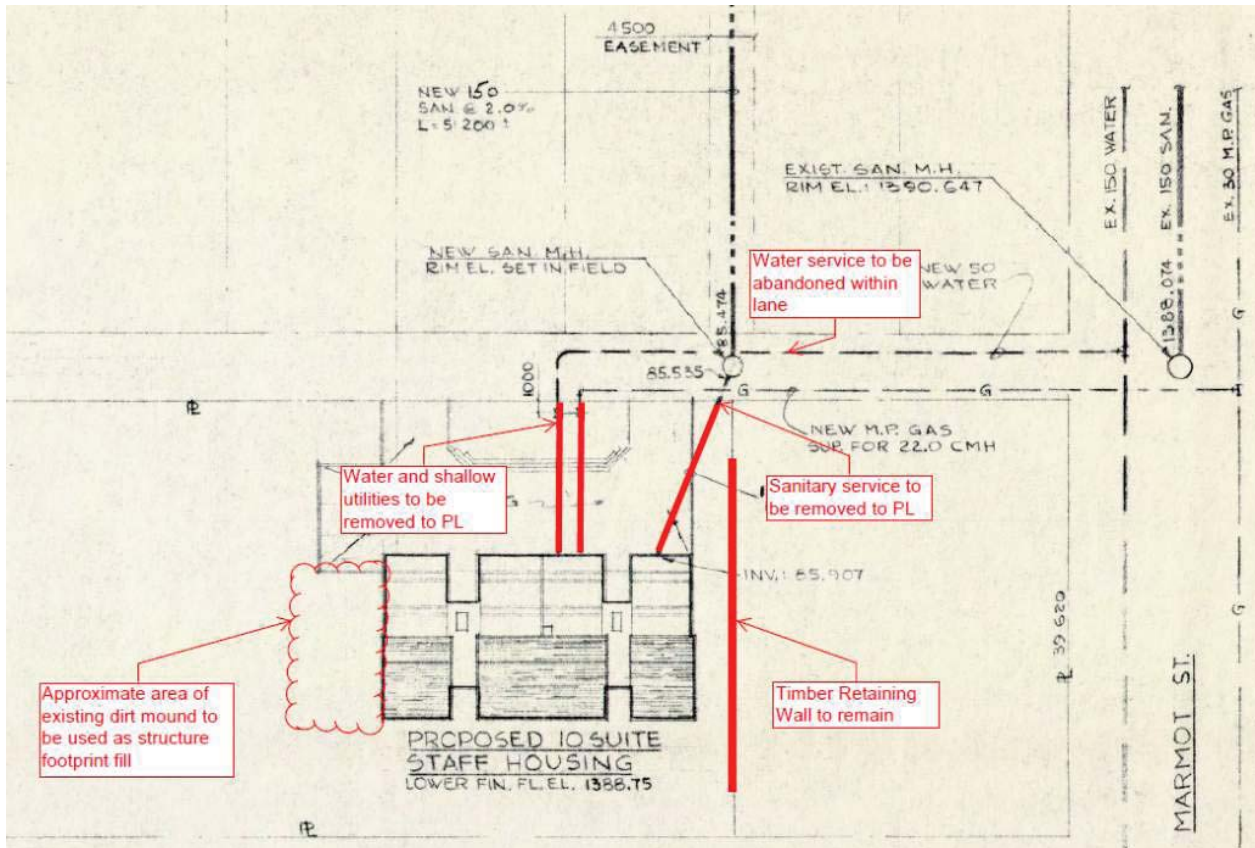 4500
EASEMENT
NEW 150
SAN @ 2.0%
L=5.200 ±
EXIST. SAN. M.H.
RIM EL.: 1390.647
EX. 150 WATER
EX. 150 SAN.
EX. 30 M.P. GAS
NEW SAN. M.H.
RIM EL. SET IN FIELD
Water service to be
abandoned within
lane
NEW 50
WATER
85.474
1388.074
G
1000
85.535
G
G
PL
NEW M.P. GAS
SUB FOR 22.0 CMH
Water and shallow
utilities to be
removed to PL
G
Sanitary service to
be removed to PL
INV.: 85.907
G
PL 39.620
Approximate area of
existing dirt mound to
be used as structure
footprint fill
Timber Retaining
Wall to remain
PROPOSED 10 SUITE
STAFF HOUSING
LOWER FIN. FL. EL. 1388.75
MARMOT ST.
PL